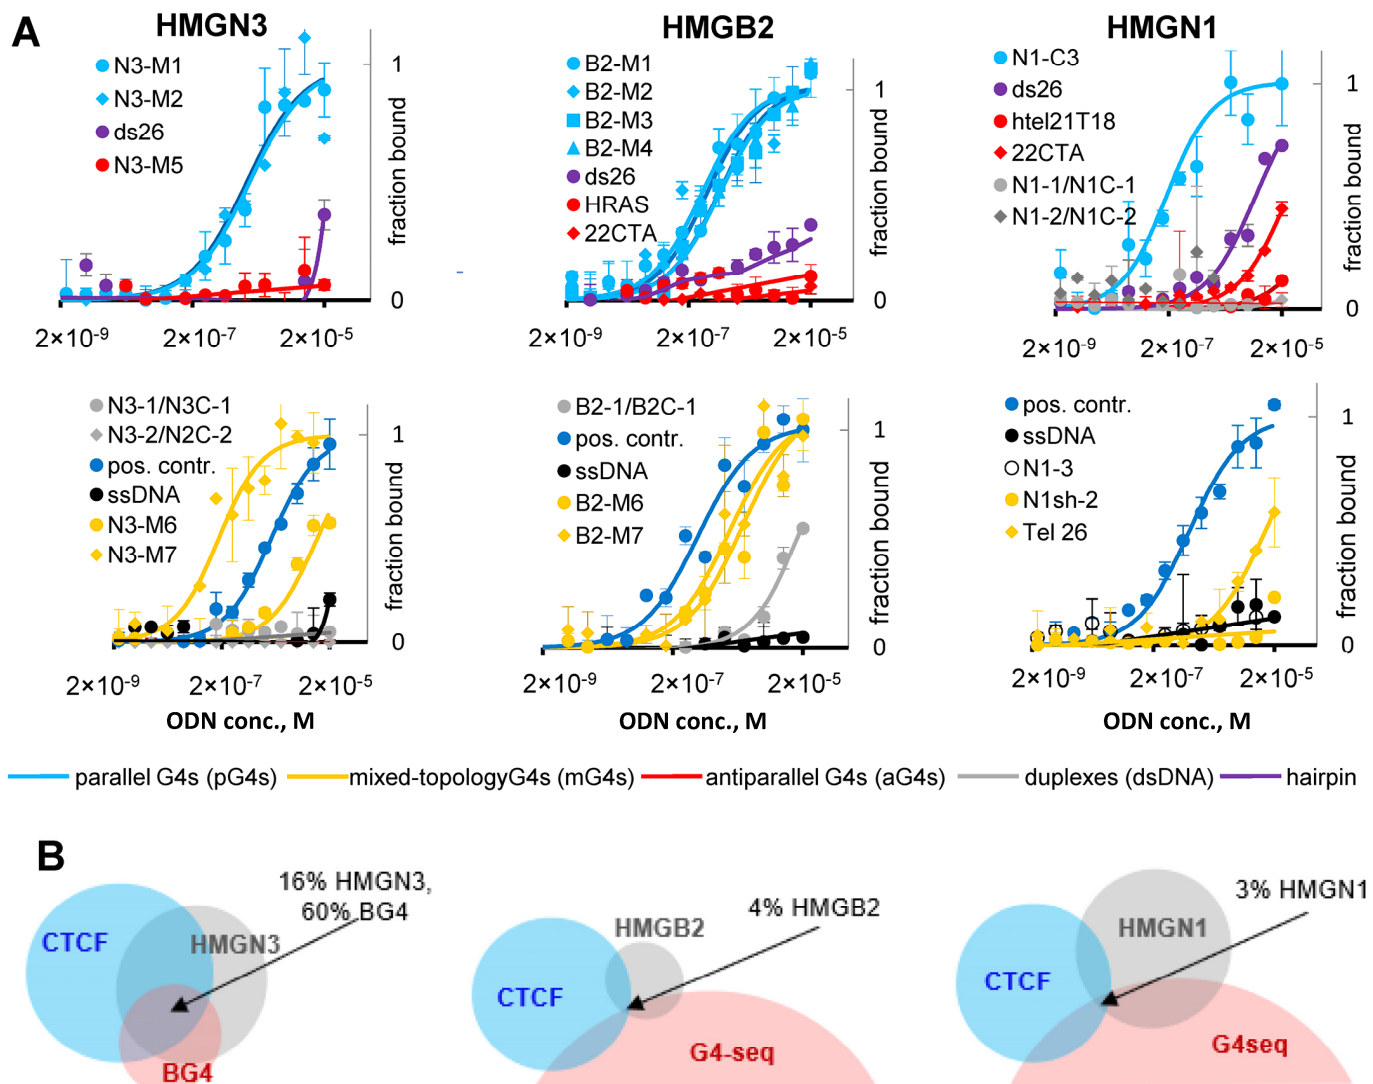 A
HMGN3
N3-M1
N3-M2
ds26
N3-M5
1
fraction bound
0
2×10⁻⁹
2×10⁻⁷
2×10⁻⁵
HMGB2
B2-M1
B2-M2
B2-M3
B2-M4
ds26
HRAS
22CTA
1
fraction bound
0
2×10⁻⁹
2×10⁻⁷
2×10⁻⁵
HMGN1
N1-C3
ds26
htel21T18
22CTA
N1-1/N1C-1
N1-2/N1C-2
1
fraction bound
0
2×10⁻⁹
2×10⁻⁷
2×10⁻⁵
N3-1/N3C-1
N3-2/N2C-2
pos. contr.
ssDNA
N3-M6
N3-M7
1
fraction bound
0
2×10⁻⁹
2×10⁻⁷
2×10⁻⁵
ODN conc., M
B2-1/B2C-1
pos. contr.
ssDNA
B2-M6
B2-M7
1
fraction bound
0
2×10⁻⁹
2×10⁻⁷
2×10⁻⁵
ODN conc., M
pos. contr.
ssDNA
N1-3
N1sh-2
Tel 26
1
fraction bound
0
2×10⁻⁹
2×10⁻⁷
2×10⁻⁵
ODN conc., M
parallel G4s (pG4s)
mixed-topologyG4s (mG4s)
antiparallel G4s (aG4s)
duplexes (dsDNA)
hairpin
B
16% HMGN3,
60% BG4
CTCF
HMGN3
BG4
4% HMGB2
HMGB2
CTCF
G4-seq
3% HMGN1
HMGN1
CTCF
G4seq